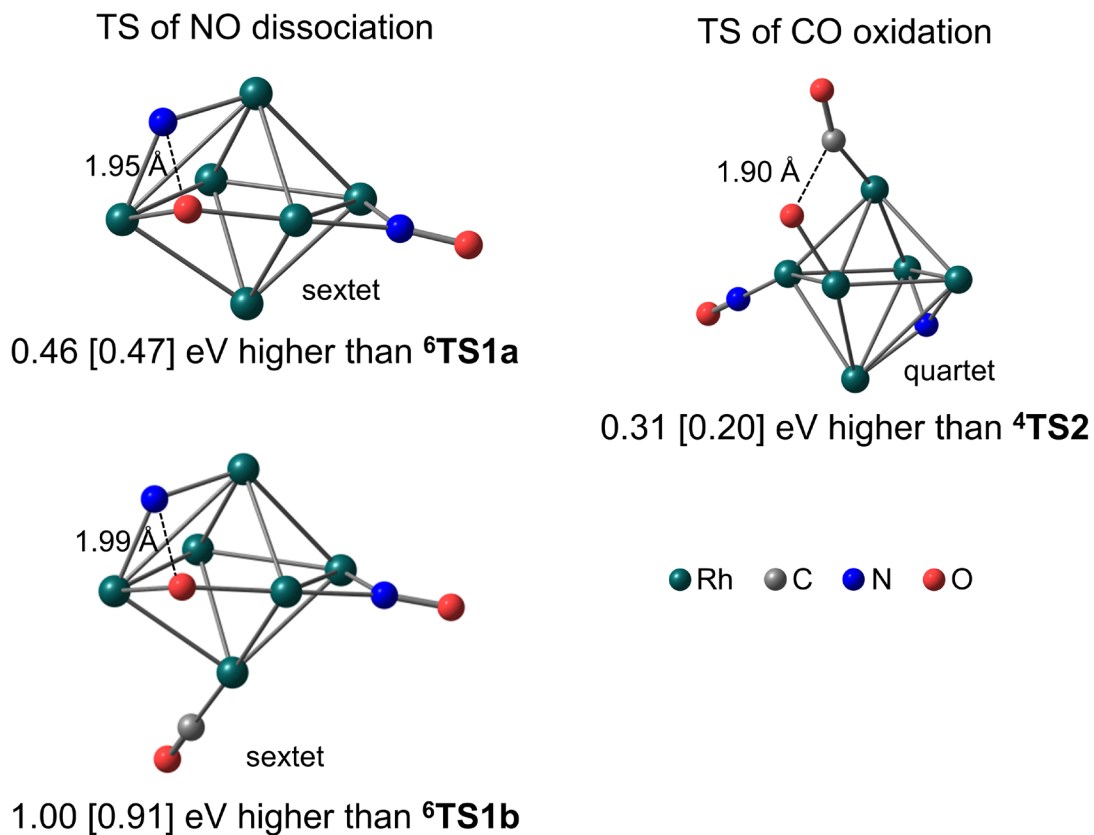 TS of NO dissociation
1.95 Å
sextet
0.46 [0.47] eV higher than ⁶TS1a
1.99 Å
sextet
1.00 [0.91] eV higher than ⁶TS1b
TS of CO oxidation
1.90 Å
quartet
0.31 [0.20] eV higher than ⁴TS2
Rh C N O